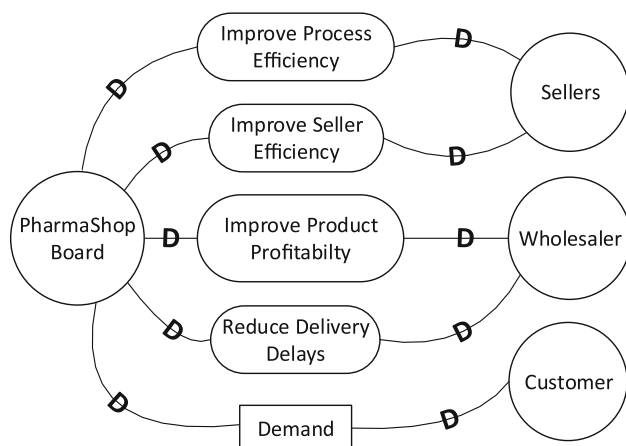 Improve Process
Efficiency
D
D
Sellers
Improve Seller
Efficiency
D
D
PharmaShop
Board
D
Improve Product
Profitabilty
D
Wholesaler
D
Reduce Delivery
Delays
D
Customer
D
Demand
D